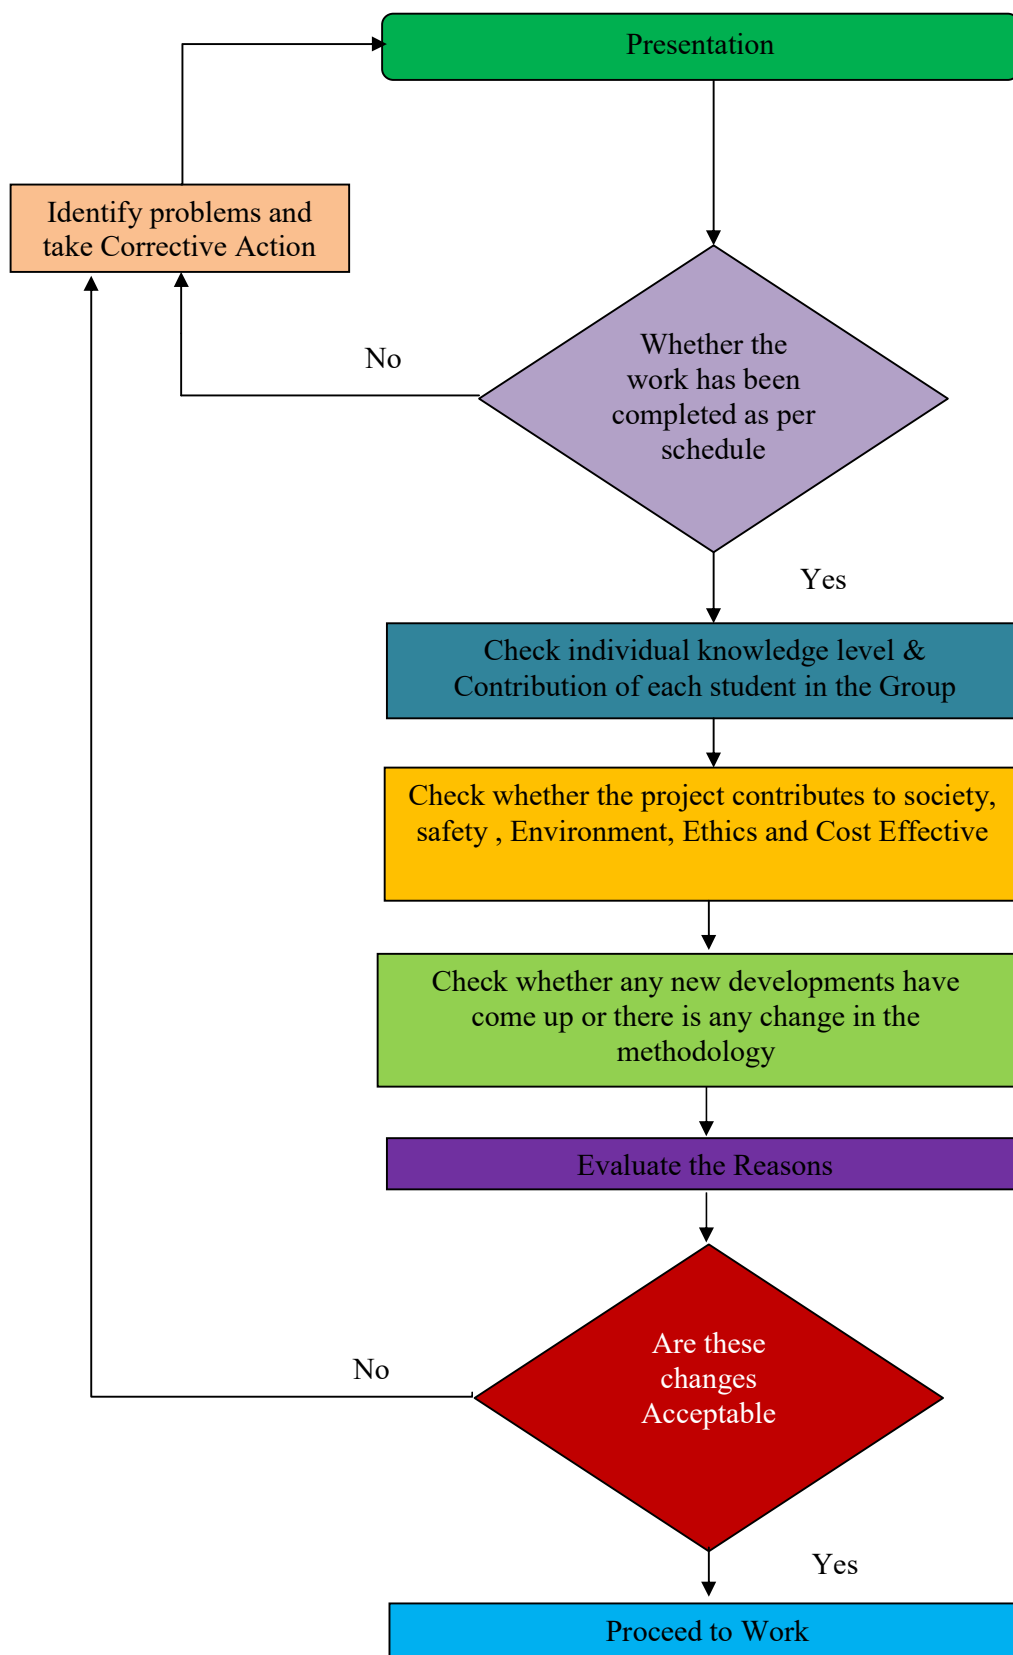 Presentation
Identify problems and
take Corrective Action
Whether the
work has been
completed as per
schedule
No
Yes
Check individual knowledge level &
Contribution of each student in the Group
Check whether the project contributes to society,
safety , Environment, Ethics and Cost Effective
Check whether any new developments have
come up or there is any change in the
methodology
Evaluate the Reasons
Are these
changes
Acceptable
No
Yes
Proceed to Work